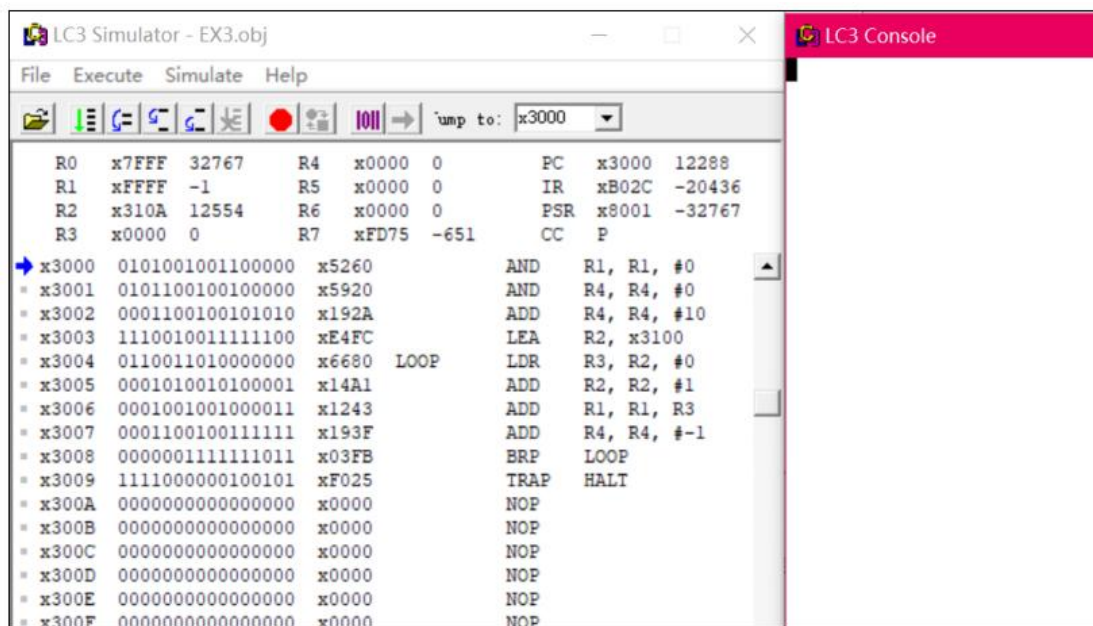 LC3 Simulator - EX3.obj
LC3 Console
File Execute Simulate Help
ump to: x3000
R0 x7FFF 32767 R4 x0000 0 PC x3000 12288
R1 xFFFF -1 R5 x0000 0 IR xB02C -20436
R2 x310A 12554 R6 x0000 0 PSR x8001 -32767
R3 x0000 0 R7 xFD75 -651 CC P
x3000 0101001001100000 x5260 AND R1, R1, #0
x3001 0101100100100000 x5920 AND R4, R4, #0
x3002 0001100100101010 x192A ADD R4, R4, #10
x3003 1110010011111100 xE4FC LEA R2, x3100
x3004 0110011010000000 x6680 LOOP LDR R3, R2, #0
x3005 0001010010100001 x14A1 ADD R2, R2, #1
x3006 0001001001000011 x1243 ADD R1, R1, R3
x3007 0001100100111111 x193F ADD R4, R4, #-1
x3008 0000001111111011 x03FB BRP LOOP
x3009 1111000000100101 xF025 TRAP HALT
x300A 0000000000000000 x0000 NOP
x300B 0000000000000000 x0000 NOP
x300C 0000000000000000 x0000 NOP
x300D 0000000000000000 x0000 NOP
x300E 0000000000000000 x0000 NOP
x300F 0000000000000000 x0000 NOP